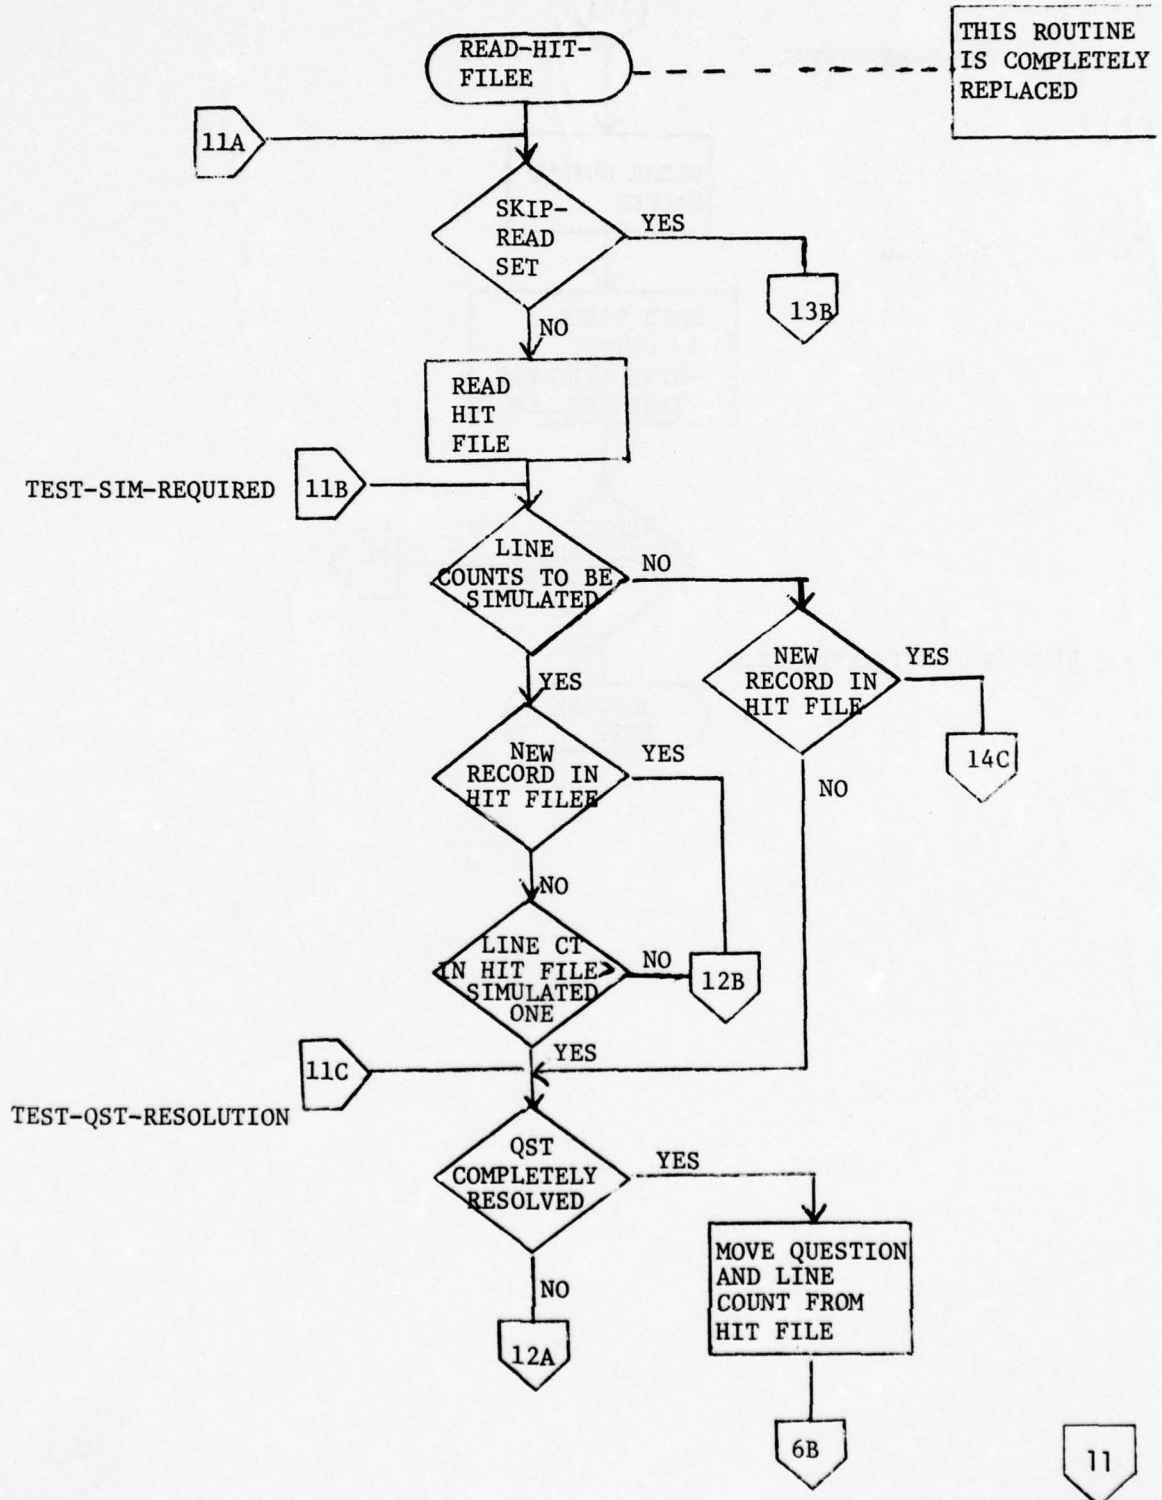 READ-HIT-
FILEE
THIS ROUTINE
IS COMPLETELY
REPLACED
11A
SKIP-
READ
SET
YES
13B
NO
READ
HIT
FILE
TEST-SIM-REQUIRED
11B
LINE
COUNTS TO BE
SIMULATED
NO
YES
NEW
RECORD IN
HIT FILE
YES
14C
NO
NEW
RECORD IN
HIT FILEE
YES
NO
LINE CT
IN HIT FILE>
SIMULATED
ONE
NO
12B
YES
11C
TEST-QST-RESOLUTION
QST
COMPLETELY
RESOLVED
YES
MOVE QUESTION
AND LINE
COUNT FROM
HIT FILE
NO
12A
6B
11